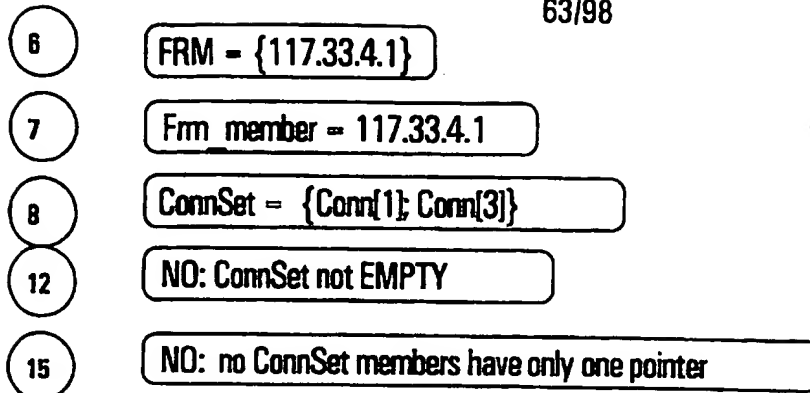 63/98
6 FRM = {117.33.4.1}
7 Frm_member = 117.33.4.1
8 ConnSet = {Conn[1]; Conn[3]}
12 NO: ConnSet not EMPTY
15 NO: no ConnSet members have only one pointer